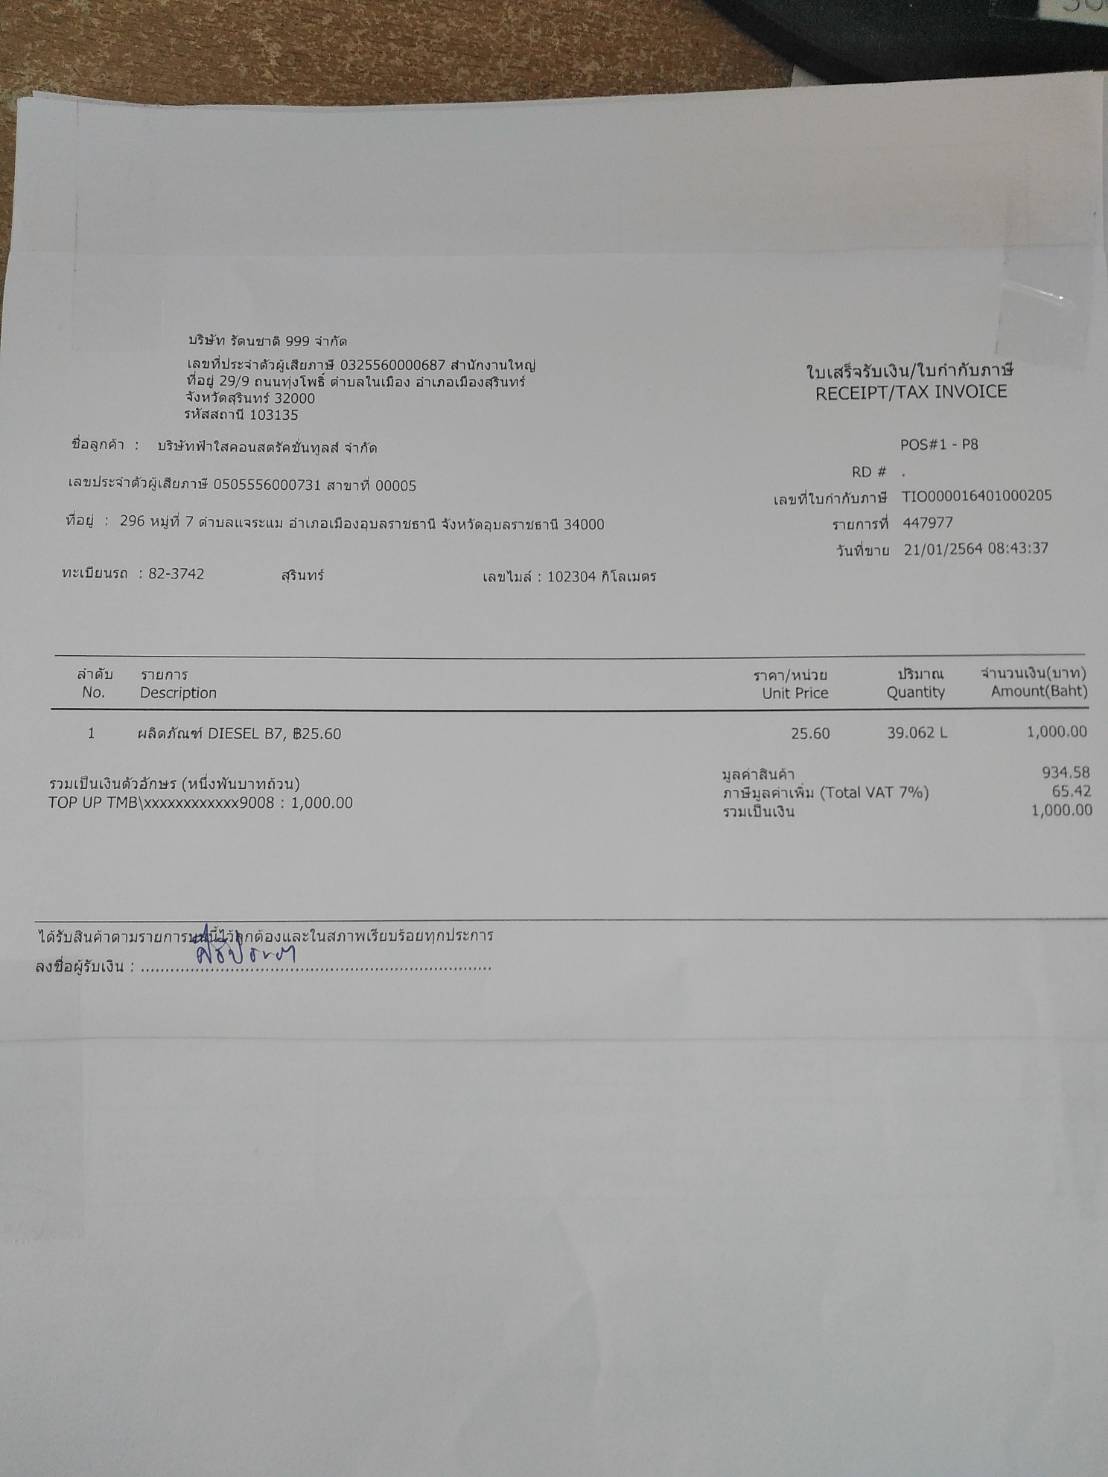 บริษัท รัตนชาติ 999 จำกัด
เลขที่ประจำตัวผู้เสียภาษี 0325560000687 สำนักงานใหญ่
ที่อยู่ 29/9 ถนนทุ่งโพธิ์ ตำบลในเมือง อำเภอเมืองสุรินทร์
จังหวัดสุรินทร์ 32000
รหัสสถานี 103135
ใบเสร็จรับเงิน/ใบกำกับภาษี
RECEIPT/TAX INVOICE
ชื่อลูกค้า : บริษัทฟ้าใสคอนสตรัคชั่นทูลส์ จำกัด
POS#1 - P8
RD # .
เลขประจำตัวผู้เสียภาษี 0505556000731 สาขาที่ 00005
เลขที่ใบกำกับภาษี TIO000016401000205
ที่อยู่ : 296 หมู่ที่ 7 ตำบลแจระแม อำเภอเมืองอุบลราชธานี จังหวัดอุบลราชธานี 34000
รายการที่ 447977
วันที่ขาย 21/01/2564 08:43:37
ทะเบียนรถ : 82-3742 สุรินทร์ เลขไมล์ : 102304 กิโลเมตร
ลำดับ รายการ ราคา/หน่วย ปริมาณ จำนวนเงิน(บาท)
No. Description Unit Price Quantity Amount(Baht)
1 ผลิตภัณฑ์ DIESEL B7, ฿25.60 25.60 39.062 L 1,000.00
มูลค่าสินค้า 934.58
รวมเป็นเงินตัวอักษร (หนึ่งพันบาทถ้วน)
ภาษีมูลค่าเพิ่ม (Total VAT 7%) 65.42
TOP UP TMB\xxxxxxxxxxxx9008 : 1,000.00
รวมเป็นเงิน 1,000.00
ได้รับสินค้าตามรายการบนนี้ไว้ถูกต้องและในสภาพเรียบร้อยทุกประการ
ลงชื่อผู้รับเงิน :